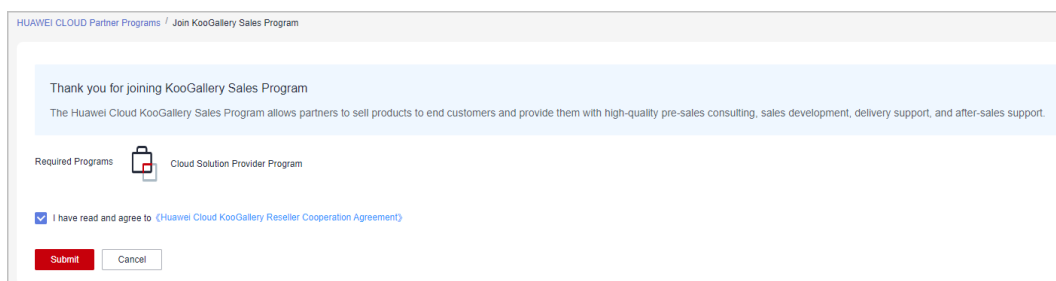 HUAWEI CLOUD Partner Programs / Join KooGallery Sales Program
Thank you for joining KooGallery Sales Program
The Huawei Cloud KooGallery Sales Program allows partners to sell products to end customers and provide them with high-quality pre-sales consulting, sales development, delivery support, and after-sales support.
Required Programs Cloud Solution Provider Program
I have read and agree to 《Huawei Cloud KooGallery Reseller Cooperation Agreement》
Submit Cancel